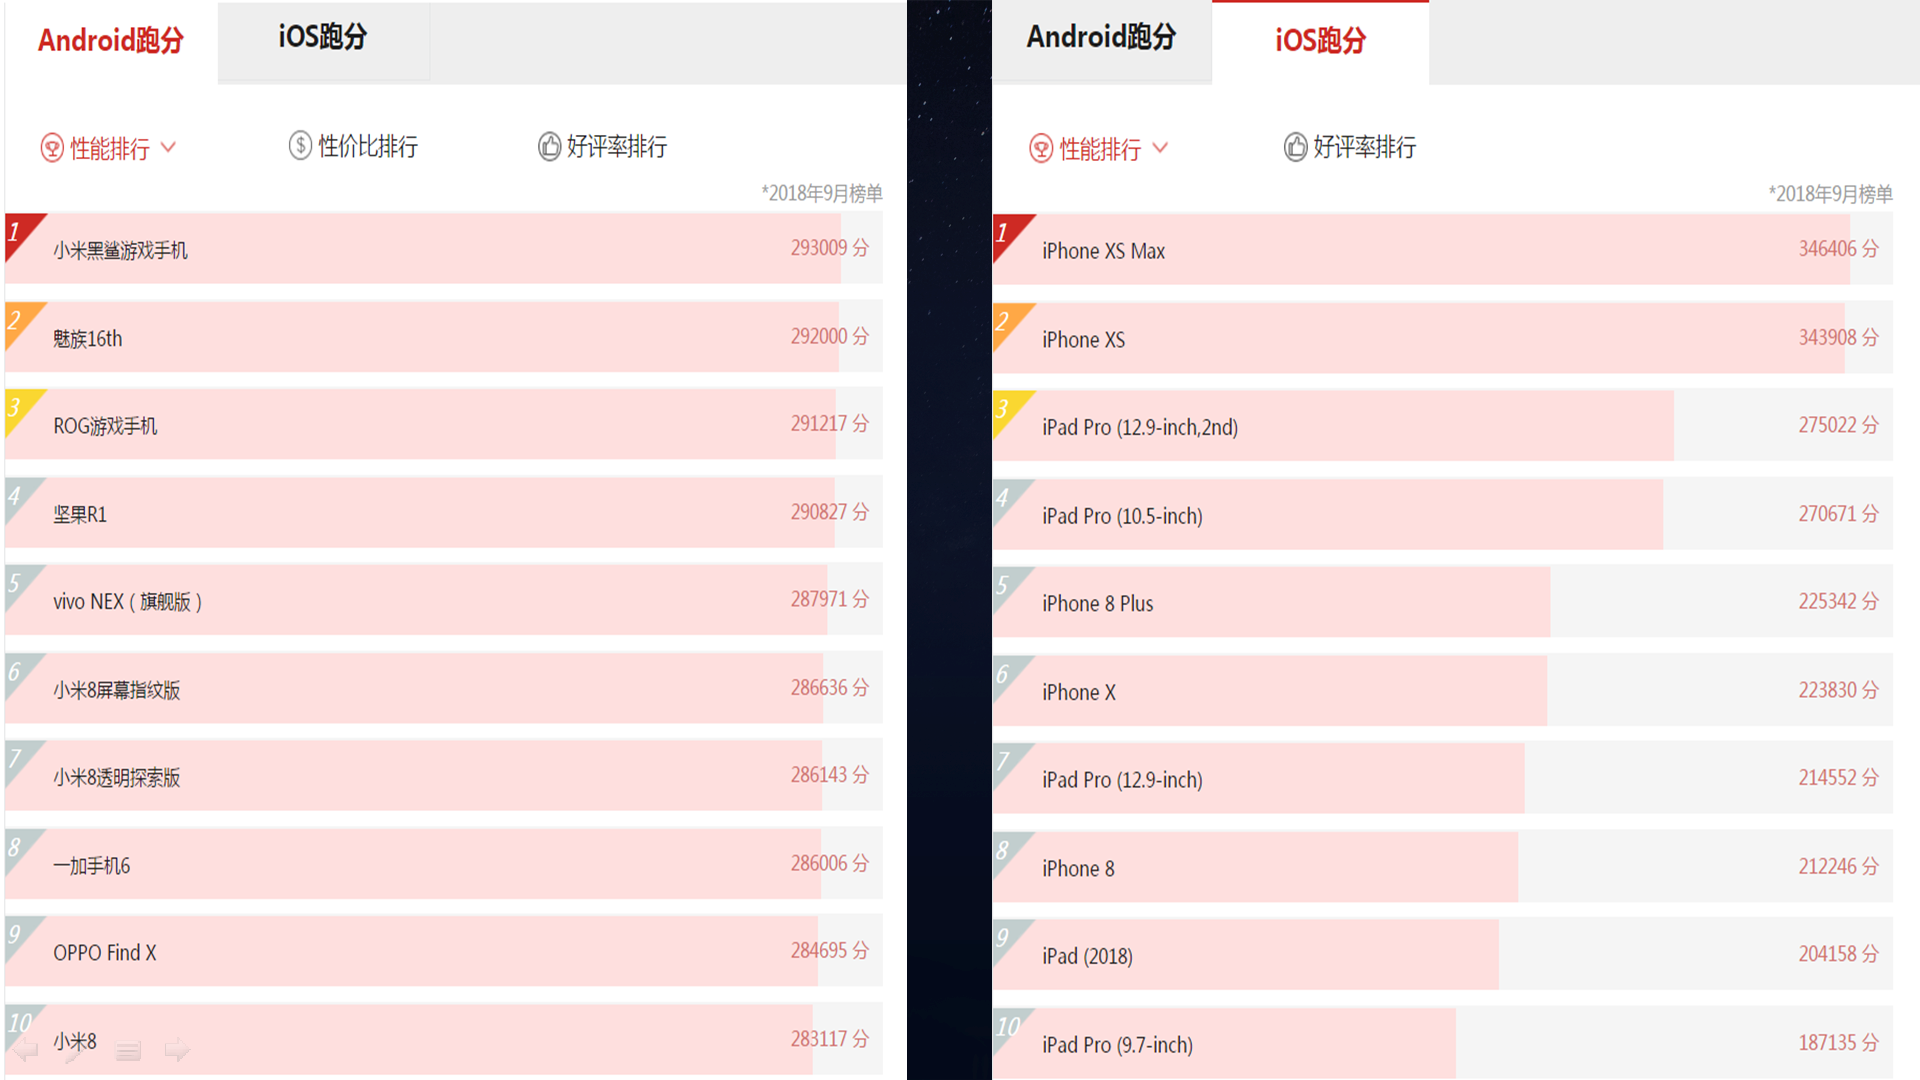 Android跑分
iOS跑分
性能排行
性价比排行
好评率排行
*2018年9月榜单
1
小米黑鲨游戏手机
293009 分
2
魅族16th
292000 分
3
ROG游戏手机
291217 分
4
坚果R1
290827 分
5
vivo NEX（旗舰版）
287971 分
6
小米8屏幕指纹版
286636 分
7
小米8透明探索版
286143 分
8
一加手机6
286006 分
9
OPPO Find X
284695 分
10
小米8
283117 分
Android跑分
iOS跑分
性能排行
好评率排行
*2018年9月榜单
1
iPhone XS Max
346406 分
2
iPhone XS
343908 分
3
iPad Pro (12.9-inch,2nd)
275022 分
4
iPad Pro (10.5-inch)
270671 分
5
iPhone 8 Plus
225342 分
6
iPhone X
223830 分
7
iPad Pro (12.9-inch)
214552 分
8
iPhone 8
212246 分
9
iPad (2018)
204158 分
10
iPad Pro (9.7-inch)
187135 分